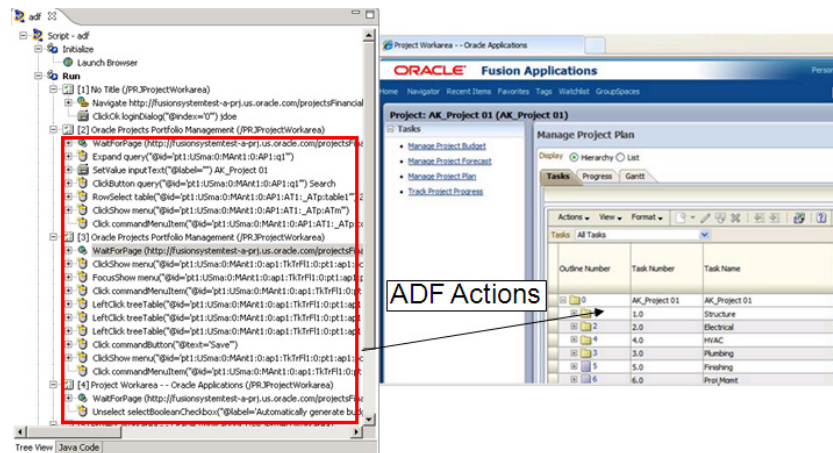 adf
Script - adf
Initialize
Launch Browser
Run
[1] No Title (/PRJProjectWorkarea)
Navigate http://fusionsystemtest-a-prj.us.oracle.com/projectsFinancial
ClickOk loginDialog("@index='0'") jdoe
[2] Oracle Projects Portfolio Management (/PRJProjectWorkarea)
WaitForPage (http://fusionsystemtest-a-prj.us.oracle.com/projectsFin
Expand query("@id='pt1:USma:0:MAnt1:0:AP1:q1'")
SetValue inputText("@label=''") AK_Project 01
ClickButton query("@id='pt1:USma:0:MAnt1:0:AP1:q1'") Search
RowSelect table("@id='pt1:USma:0:MAnt1:0:AP1:AT1:_ATp:table1'") 2
ClickShow menu("@id='pt1:USma:0:MAnt1:0:AP1:AT1:_ATp:ATm'")
Click commandMenuItem("@id='pt1:USma:0:MAnt1:0:AP1:AT1:_ATp
[3] Oracle Projects Portfolio Management (/PRJProjectWorkarea)
WaitForPage (http://fusionsystemtest-a-prj.us.oracle.com/projectsFin
ClickShow menu("@id='pt1:USma:0:MAnt1:0:ap1:TkTrFl1:0:pt1:ap1:pc
FocusShow menu("@id='pt1:USma:0:MAnt1:0:ap1:TkTrFl1:0:pt1:ap1:p
Click commandMenuItem("@id='pt1:USma:0:MAnt1:0:ap1:TkTrFl1:0:pt
LeftClick treeTable("@id='pt1:USma:0:MAnt1:0:ap1:TkTrFl1:0:pt1:ap1
LeftClick treeTable("@id='pt1:USma:0:MAnt1:0:ap1:TkTrFl1:0:pt1:ap1
LeftClick treeTable("@id='pt1:USma:0:MAnt1:0:ap1:TkTrFl1:0:pt1:ap1
Click commandButton("@text='Save'")
ClickShow menu("@id='pt1:USma:0:MAnt1:0:ap1:TkTrFl1:0:pt1:ap1:pc
Click commandMenuItem("@id='pt1:USma:0:MAnt1:0:ap1:TkTrFl1:0:pt
[4] Project Workarea - - Oracle Applications (/PRJProjectWorkarea)
WaitForPage (http://fusionsystemtest-a-prj.us.oracle.com/projectsFin
Unselect selectBooleanCheckbox("@label='Automatically generate bud
Tree View Java Code
ADF Actions
Project Workarea - - Oracle Applications
ORACLE Fusion Applications
Home Navigator Recent Items Favorites Tags Watchlist GroupSpaces
Project: AK_Project 01 (AK_Project 01)
Tasks
Manage Project Budget
Manage Project Forecast
Manage Project Plan
Track Project Progress
Manage Project Plan
Display Hierarchy List
Tasks Progress Gantt
Actions View Format
Tasks All Tasks
Outline Number Task Number Task Name
0 AK_Project 01 AK_Project 01
1.0 Structure
2 2.0 Electrical
4 4.0 HVAC
3 3.0 Plumbing
5 5.0 Finishing
6 6.0 Proj Mgmt